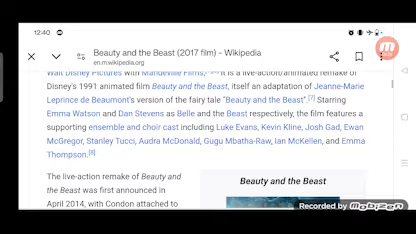 12:40
Beauty and the Beast (2017 film) - Wikipedia
en.m.wikipedia.org
Walt Disney Pictures with Mandeville Films, It is a live-action/animated remake of
Disney's 1991 animated film Beauty and the Beast, itself an adaptation of Jeanne-Marie
Leprince de Beaumont's version of the fairy tale "Beauty and the Beast".[7] Starring
Emma Watson and Dan Stevens as Belle and the Beast respectively, the film features a
supporting ensemble and choir cast including Luke Evans, Kevin Kline, Josh Gad, Ewan
McGregor, Stanley Tucci, Audra McDonald, Gugu Mbatha-Raw, Ian McKellen, and Emma
Thompson.[8]
The live-action remake of Beauty and
the Beast was first announced in
April 2014, with Condon attached to
Beauty and the Beast
Recorded by Mobizen